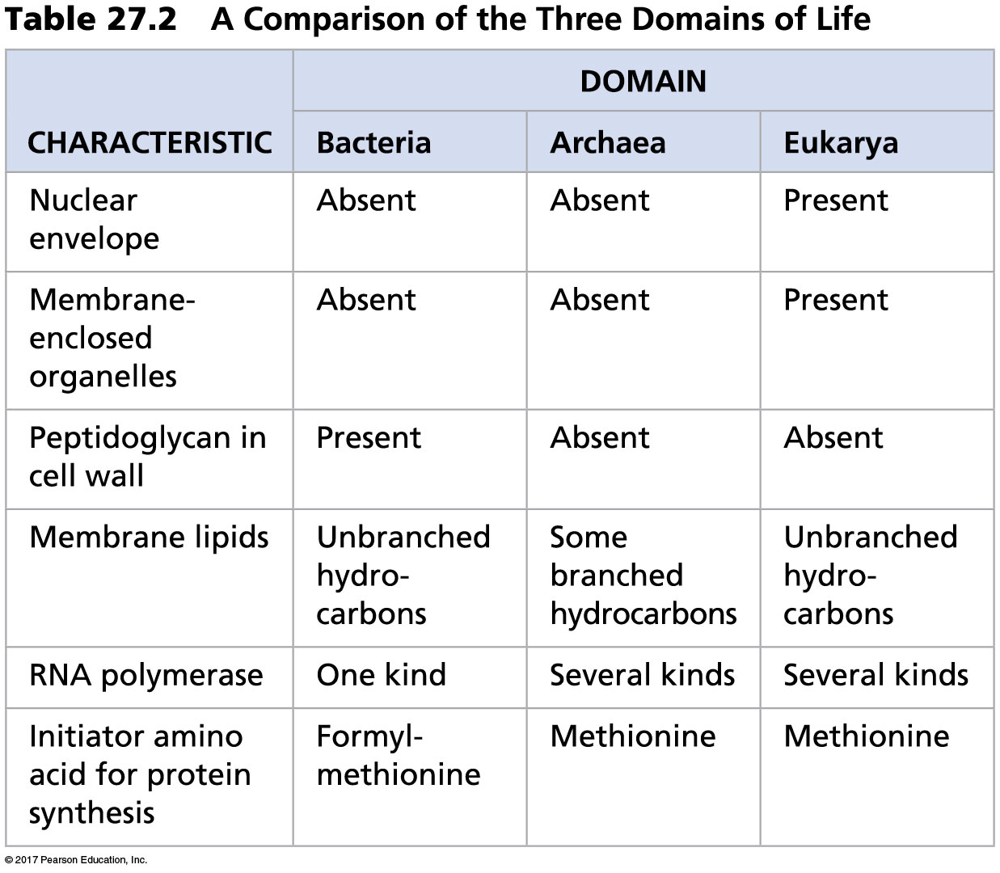 Table 27.2 A Comparison of the Three Domains of Life
DOMAIN
CHARACTERISTIC Bacteria Archaea Eukarya
Nuclear Absent Absent Present
envelope
Membrane- Absent Absent Present
enclosed
organelles
Peptidoglycan in Present Absent Absent
cell wall
Membrane lipids Unbranched Some Unbranched
hydro- branched hydro-
carbons hydrocarbons carbons
RNA polymerase One kind Several kinds Several kinds
Initiator amino Formyl- Methionine Methionine
acid for protein methionine
synthesis
© 2017 Pearson Education, Inc.